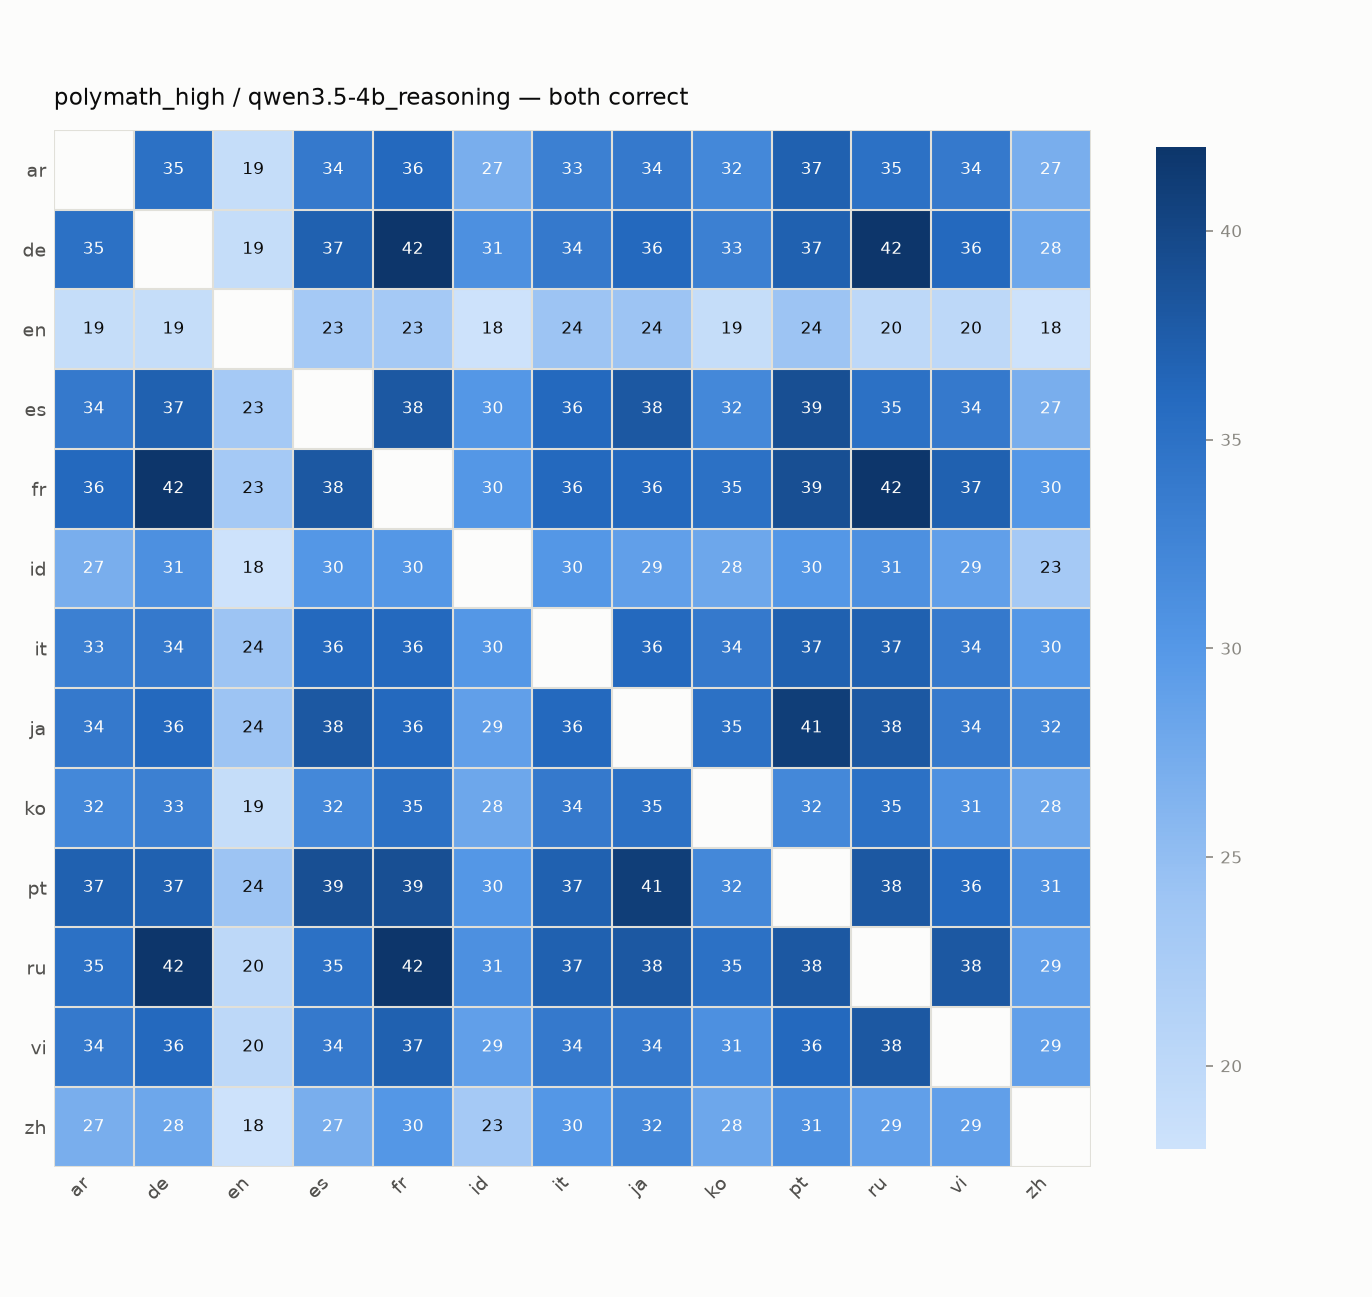 polymath_high / qwen3.5-4b_reasoning — both correct
ar 35 19 34 36 27 33 34 32 37 35 34 27
de 35 19 37 42 31 34 36 33 37 42 36 28
en 19 19 23 23 18 24 24 19 24 20 20 18
es 34 37 23 38 30 36 38 32 39 35 34 27
fr 36 42 23 38 30 36 36 35 39 42 37 30
id 27 31 18 30 30 30 29 28 30 31 29 23
it 33 34 24 36 36 30 36 34 37 37 34 30
ja 34 36 24 38 36 29 36 35 41 38 34 32
ko 32 33 19 32 35 28 34 35 32 35 31 28
pt 37 37 24 39 39 30 37 41 32 38 36 31
ru 35 42 20 35 42 31 37 38 35 38 38 29
vi 34 36 20 34 37 29 34 34 31 36 38 29
zh 27 28 18 27 30 23 30 32 28 31 29 29
ar de en es fr id it ja ko pt ru vi zh
40
35
30
25
20